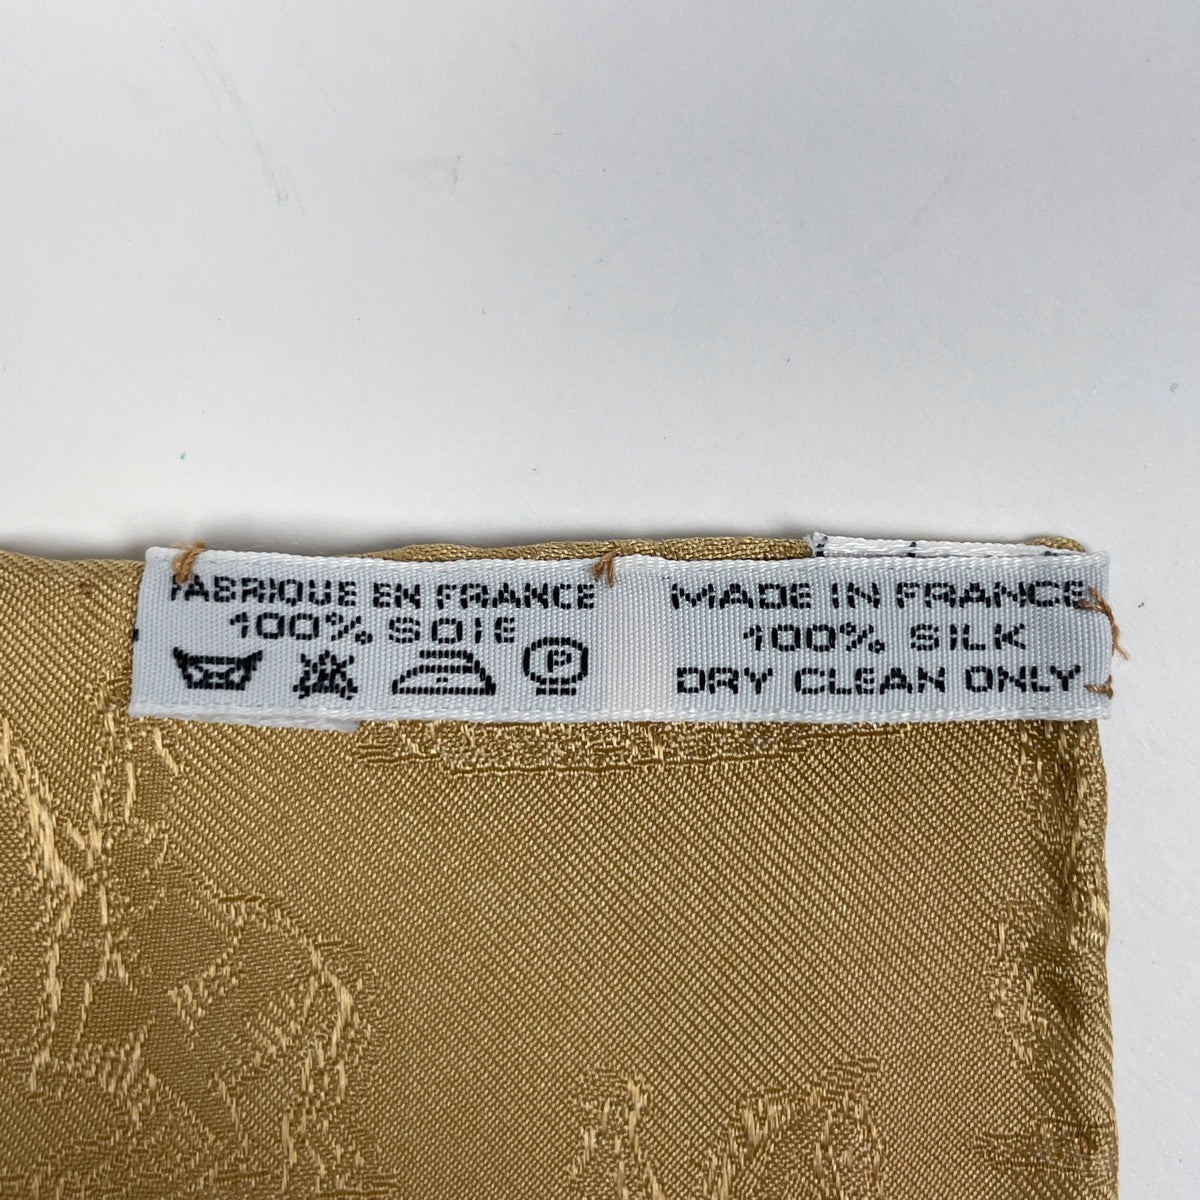 FABRIQUE EN FRANCE
100% SOIE
P
MADE IN FRANCE
100% SILK
DRY CLEAN ONLY